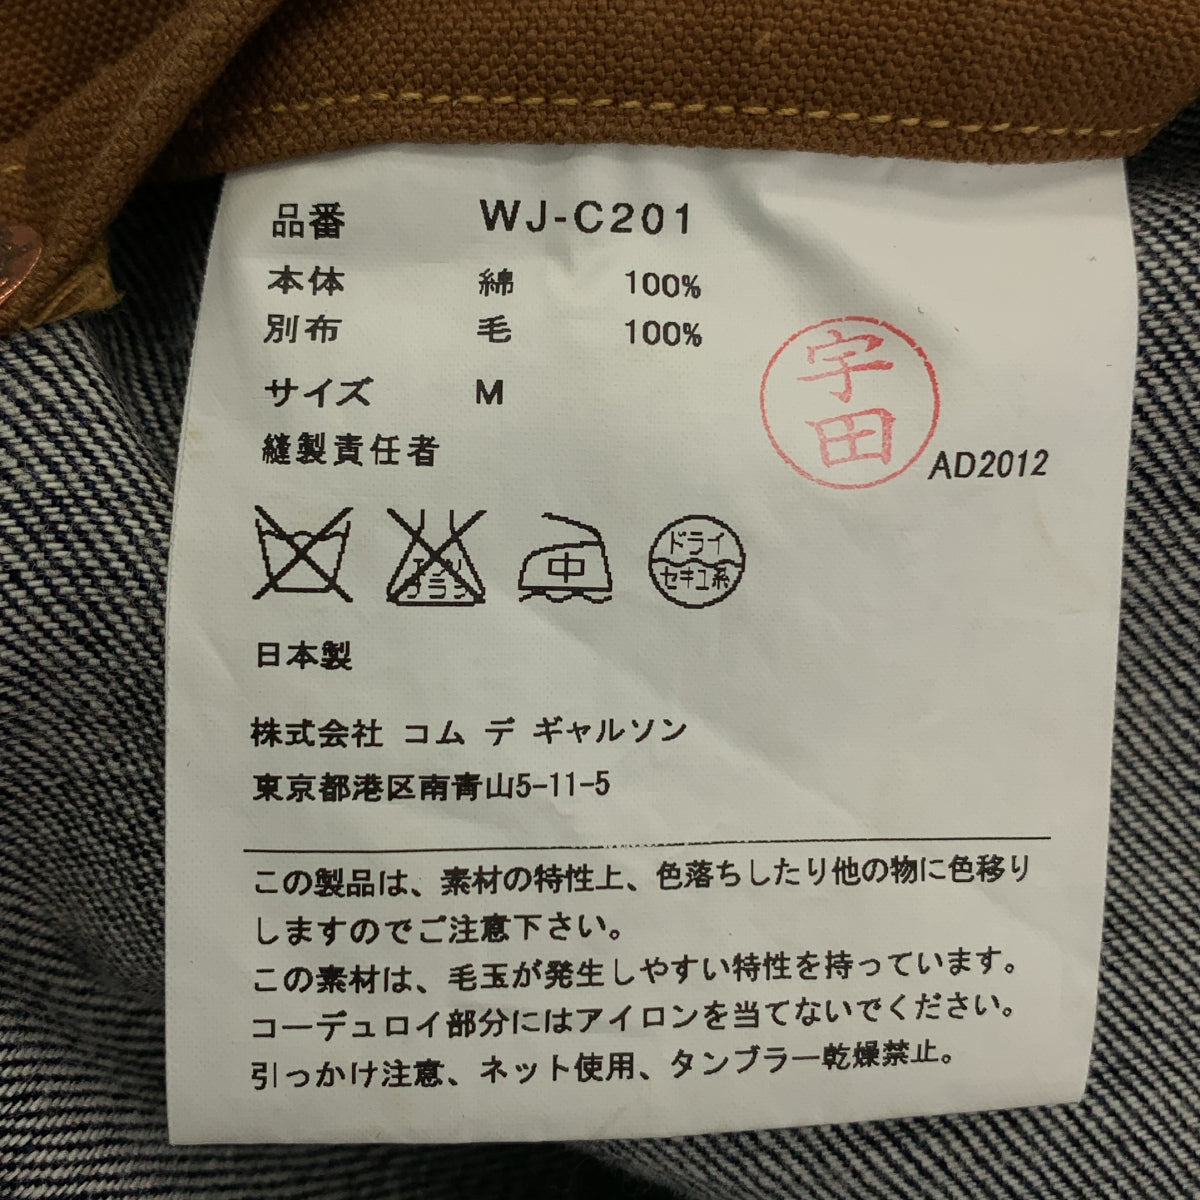 品番 WJ-C201
本体 綿 100%
別布 毛 100%
サイズ M
縫製責任者
宇田
AD2012
エンソ
ブラン
中
ドライ
セキユ系
日本製
株式会社 コム デ ギャルソン
東京都港区南青山5-11-5
この製品は、素材の特性上、色落ちしたり他の物に色移り
しますのでご注意下さい。
この素材は、毛玉が発生しやすい特性を持っています。
コーデュロイ部分にはアイロンを当てないでください。
引っかけ注意、ネット使用、タンブラー乾燥禁止。